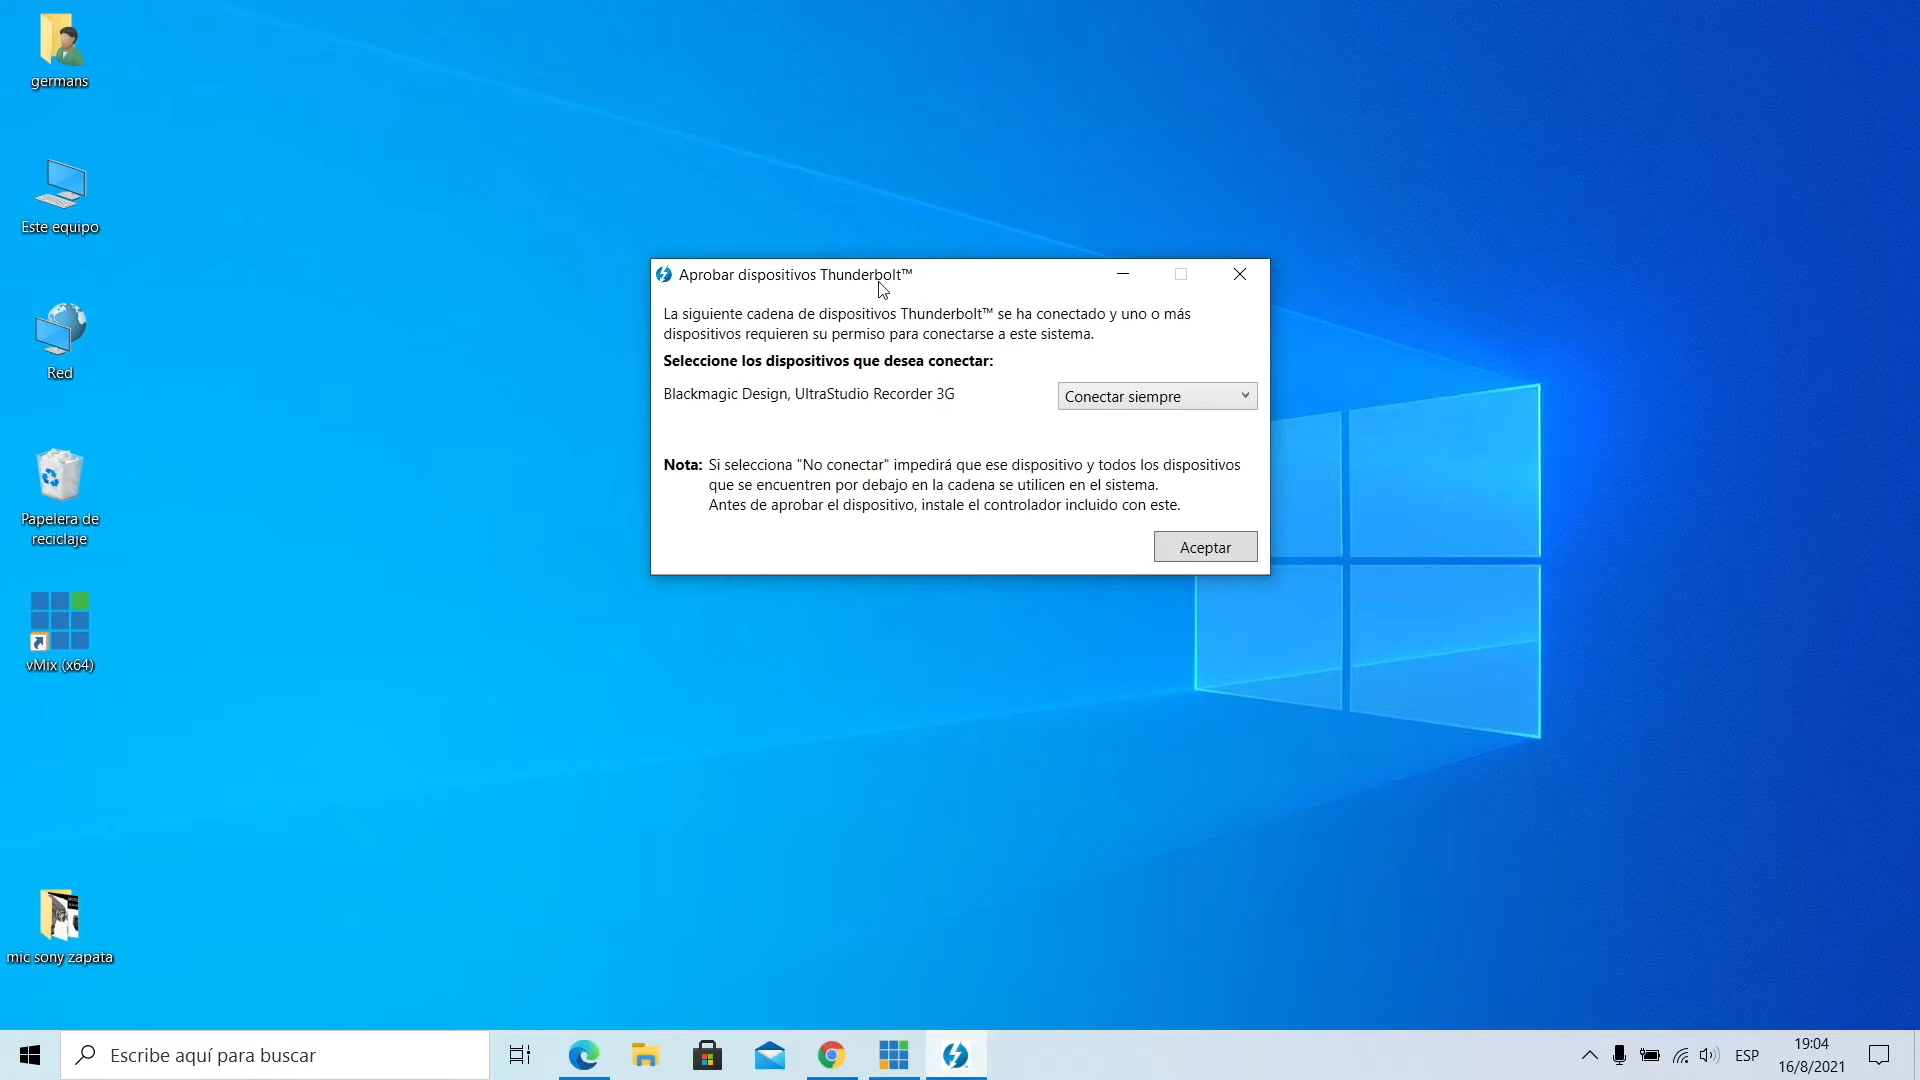 germans
Este equipo
Red
Papelera de
reciclaje
vMix (x64)
mic sony zapata
Aprobar dispositivos Thunderbolt™
La siguiente cadena de dispositivos Thunderbolt™ se ha conectado y uno o más
dispositivos requieren su permiso para conectarse a este sistema.
Seleccione los dispositivos que desea conectar:
Blackmagic Design, UltraStudio Recorder 3G
Conectar siempre
Nota: Si selecciona "No conectar" impedirá que ese dispositivo y todos los dispositivos
que se encuentren por debajo en la cadena se utilicen en el sistema.
Antes de aprobar el dispositivo, instale el controlador incluido con este.
Aceptar
Escribe aquí para buscar
ESP
19:04
16/8/2021